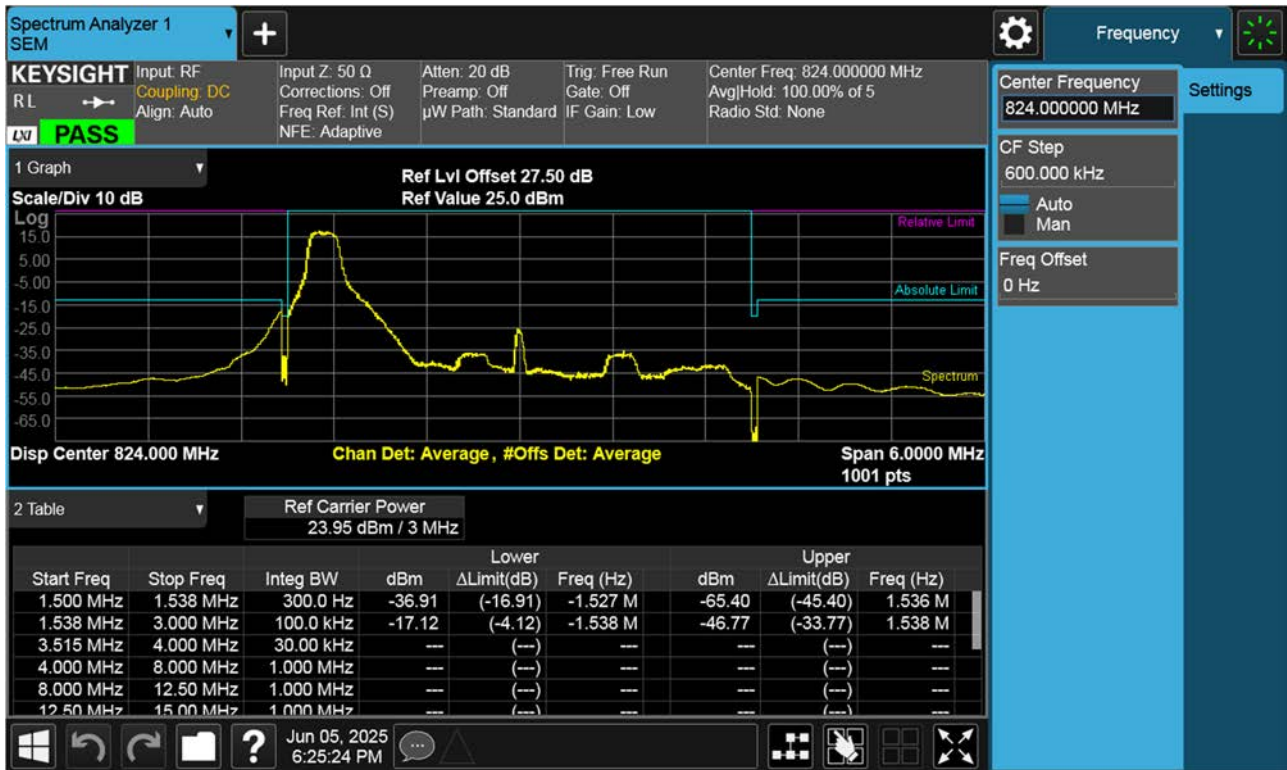 Spectrum Analyzer 1
SEM
Frequency
KEYSIGHT
RL
LXI PASS
Input: RF
Coupling: DC
Align: Auto
Input Z: 50 Ω
Corrections: Off
Freq Ref: Int (S)
NFE: Adaptive
Atten: 20 dB
Preamp: Off
µW Path: Standard
Trig: Free Run
Gate: Off
IF Gain: Low
Center Freq: 824.000000 MHz
Avg|Hold: 100.00% of 5
Radio Std: None
Center Frequency
824.000000 MHz
Settings
CF Step
600.000 kHz
Auto
Man
Freq Offset
0 Hz
1 Graph
Scale/Div 10 dB
Ref Lvl Offset 27.50 dB
Ref Value 25.0 dBm
Log
15.0
5.00
-5.00
-15.0
-25.0
-35.0
-45.0
-55.0
-65.0
Relative Limit
Absolute Limit
Spectrum
Disp Center 824.000 MHz
Chan Det: Average, #Offs Det: Average
Span 6.0000 MHz
1001 pts
2 Table
Ref Carrier Power
23.95 dBm / 3 MHz
Lower Upper
Start Freq Stop Freq Integ BW dBm ΔLimit(dB) Freq (Hz) dBm ΔLimit(dB) Freq (Hz)
1.500 MHz 1.538 MHz 300.0 Hz -36.91 (-16.91) -1.527 M -65.40 (-45.40) 1.536 M
1.538 MHz 3.000 MHz 100.0 kHz -17.12 (-4.12) -1.538 M -46.77 (-33.77) 1.538 M
3.515 MHz 4.000 MHz 30.00 kHz --- (---) --- --- (---) ---
4.000 MHz 8.000 MHz 1.000 MHz --- (---) --- --- (---) ---
8.000 MHz 12.50 MHz 1.000 MHz --- (---) --- --- (---) ---
12.50 MHz 15.00 MHz 1.000 MHz --- (---) --- --- (---) ---
Jun 05, 2025
6:25:24 PM